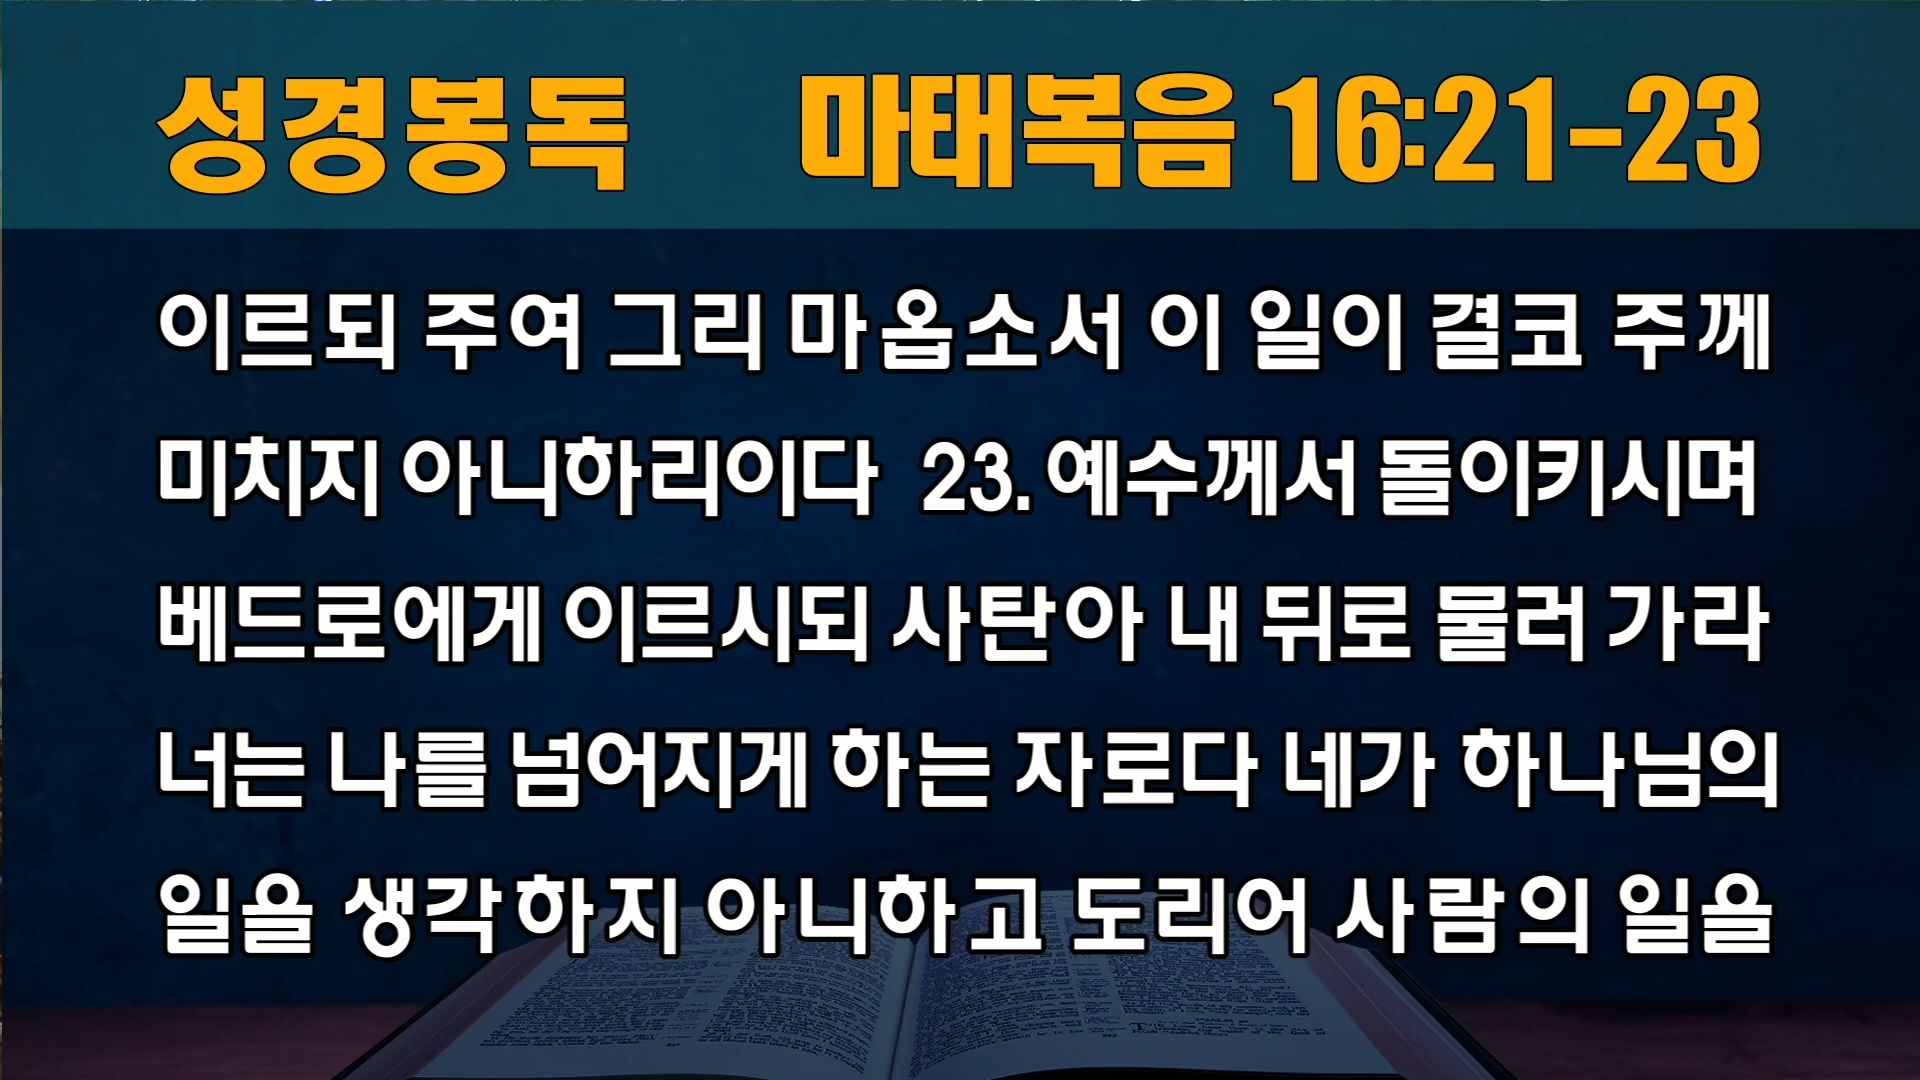 성경봉독 마태복음 16:21-23
이르되 주여 그리 마옵소서 이 일이 결코 주께
미치지 아니하리이다 23. 예수께서 돌이키시며
베드로에게 이르시되 사탄아 내 뒤로 물러 가라
너는 나를 넘어지게 하는 자로다 네가 하나님의
일을 생각하지 아니하고 도리어 사람의 일을